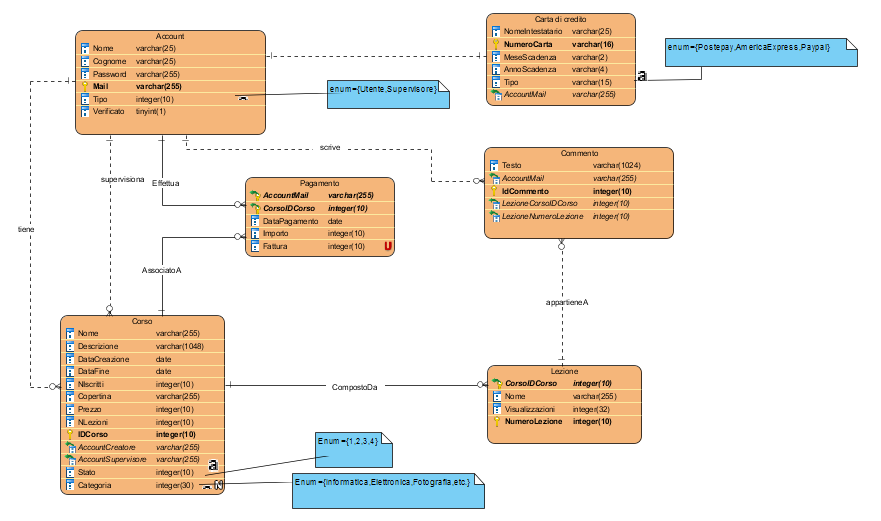 Account
Nome varchar(25)
Cognome varchar(25)
Password varchar(255)
Mail varchar(255)
Tipo integer(10)
Verificato tinyint(1)
enum={Utente,Supervisore}
Carta di credito
NomeIntestatario varchar(25)
NumeroCarta varchar(16)
MeseScadenza varchar(2)
AnnoScadenza varchar(4)
Tipo varchar(15)
AccountMail varchar(255)
a
enum={Postepay,AmericaExpress,Paypal}
supervisiona
Effettua
scrive
tiene
Pagamento
AccountMail varchar(255)
CorsoIDCorso integer(10)
DataPagamento date
Importo integer(10)
Fattura integer(10) U
Commento
Testo varchar(1024)
AccountMail varchar(255)
IdCommento integer(10)
LezioneCorsoIDCorso integer(10)
LezioneNumeroLezione integer(10)
AssociatoA
appartieneA
Corso
Nome varchar(255)
Descrizione varchar(1048)
DataCreazione date
DataFine date
NIscritti integer(10)
Copertina varchar(255)
Prezzo integer(10)
NLezioni integer(10)
IDCorso integer(10)
AccountCreatore varchar(255)
AccountSupervisore varchar(255)
Stato integer(10)
Categoria integer(30)
a
CompostoDa
Lezione
CorsoIDCorso integer(10)
Nome varchar(255)
Visualizzazioni integer(32)
NumeroLezione integer(10)
Enum={1,2,3,4}
Enum={Informatica,Elettronica,Fotografia,etc.}